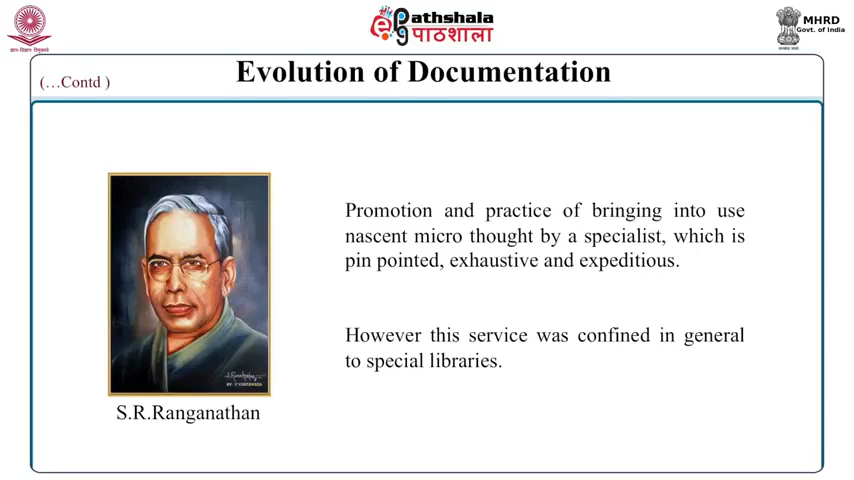 ePathshala
पाठशाला
MHRD
Govt. of India
(…Contd )
Evolution of Documentation
Promotion and practice of bringing into use
nascent micro thought by a specialist, which is
pin pointed, exhaustive and expeditious.
However this service was confined in general
to special libraries.
S.R.Ranganathan